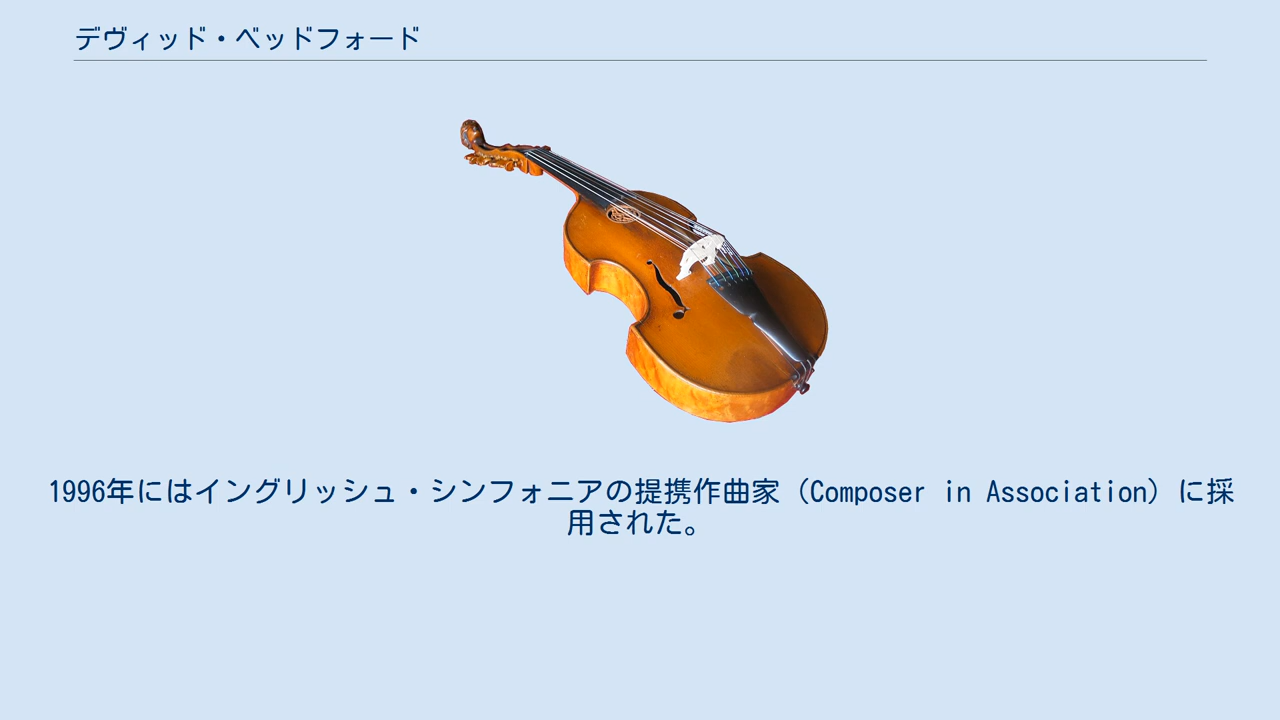 デヴィッド・ベッドフォード
1996年にはイングリッシュ・シンフォニアの提携作曲家（Composer in Association）に採
用された。